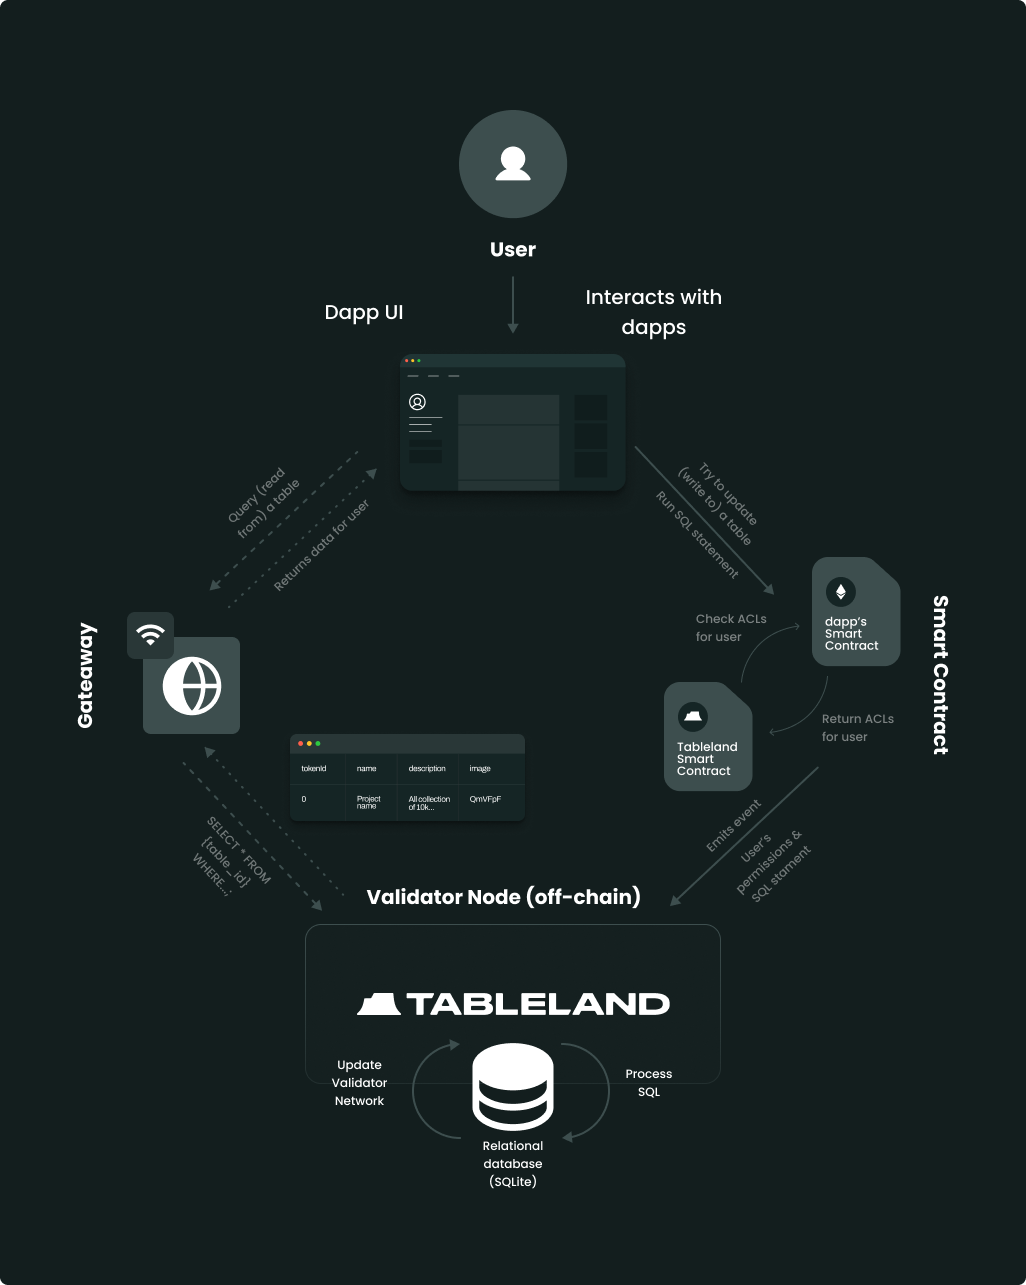 User
Dapp UI
Interacts with
dapps
Query (read
from) a table
Returns data for user
Try to update
(write to) a table
Run SQL statement
Gateaway
Smart Contract
dapp's
Smart
Contract
Check ACLs
for user
Tableland
Smart
Contract
Return ACLs
for user
tokenId name description image
0 Project name All collection of 10k... QmVFpF
SELECT * FROM
{table_id}
WHERE...;
Emits event
User's
permissions &
SQL stament
Validator Node (off-chain)
TABLELAND
Update
Validator
Network
Process
SQL
Relational
database
(SQLite)